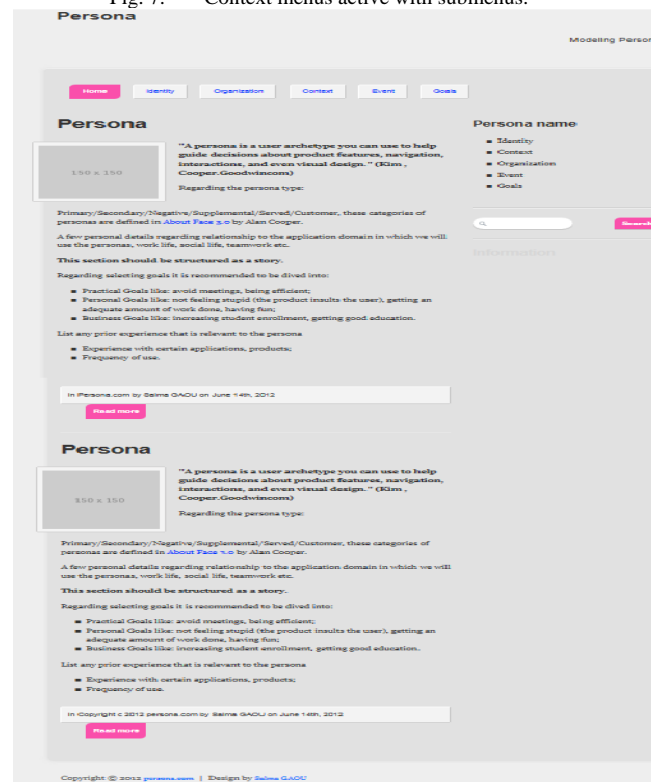 Fig. 7. Context menus active with submenus.
Persona
Modeling Person
Home Identity Organization Context Event Goals
Persona
150 x 150
"A persona is a user archetype you can use to help
guide decisions about product features, navigation,
interactions, and even visual design. " (Kim ,
Cooper.Goodwincom)
Regarding the persona type:
Primary/Secondary/Negative/Supplemental/Served/Customer, these categories of
personas are defined in About Face 3.0 by Alan Cooper.
A few personal details regarding relationship to the application domain in which we will
use the personas, work life, social life, teamwork etc.
This section should be structured as a story.
Regarding selecting goals it is recommended to be dived into:
Practical Goals like: avoid meetings, being efficient;
Personal Goals like: not feeling stupid (the product insults the user), getting an
adequate amount of work done, having fun;
Business Goals like: increasing student enrollment, getting good education.
List any prior experience that is relevant to the persona
Experience with certain applications, products;
Frequency of use.
In iPersona.com by Salma GAOU on June 14th, 2012
Read more
Persona name
Identity
Context
Organization
Event
Goals
Search
Information
Persona
150 x 150
"A persona is a user archetype you can use to help
guide decisions about product features, navigation,
interactions, and even visual design. " (Kim ,
Cooper.Goodwincom)
Regarding the persona type:
Primary/Secondary/Negative/Supplemental/Served/Customer, these categories of
personas are defined in About Face 3.0 by Alan Cooper.
A few personal details regarding relationship to the application domain in which we will
use the personas, work life, social life, teamwork etc.
This section should be structured as a story.
Regarding selecting goals it is recommended to be dived into:
Practical Goals like: avoid meetings, being efficient;
Personal Goals like: not feeling stupid (the product insults the user), getting an
adequate amount of work done, having fun;
Business Goals like: increasing student enrollment, getting good education.
List any prior experience that is relevant to the persona
Experience with certain applications, products;
Frequency of use.
In Copyright c 2012 persona.com by Salma GAOU on June 14th, 2012
Read more
Copyright © 2012 persona.com | Design by Salma GAOU